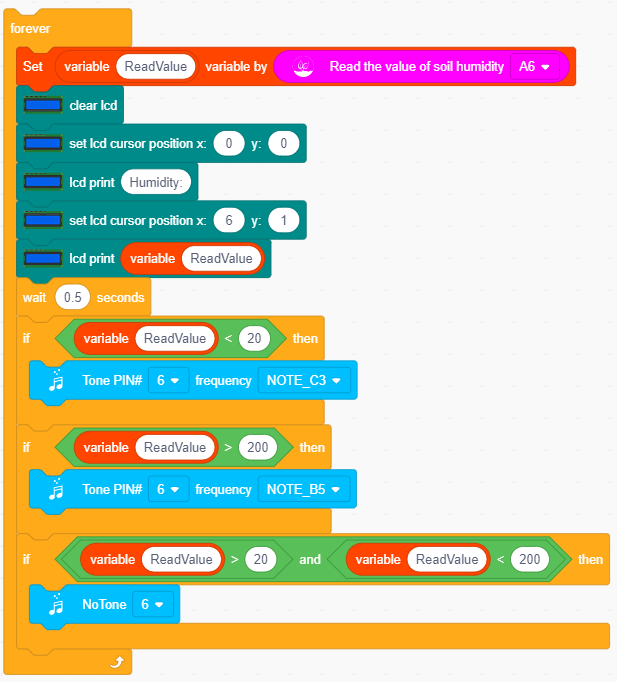 forever
Set variable ReadValue variable by Read the value of soil humidity A6
clear lcd
set lcd cursor position x: 0 y: 0
lcd print Humidity:
set lcd cursor position x: 6 y: 1
lcd print variable ReadValue
wait 0.5 seconds
if variable ReadValue < 20 then
Tone PIN# 6 frequency NOTE_C3
if variable ReadValue > 200 then
Tone PIN# 6 frequency NOTE_B5
if variable ReadValue > 20 and variable ReadValue < 200 then
NoTone 6